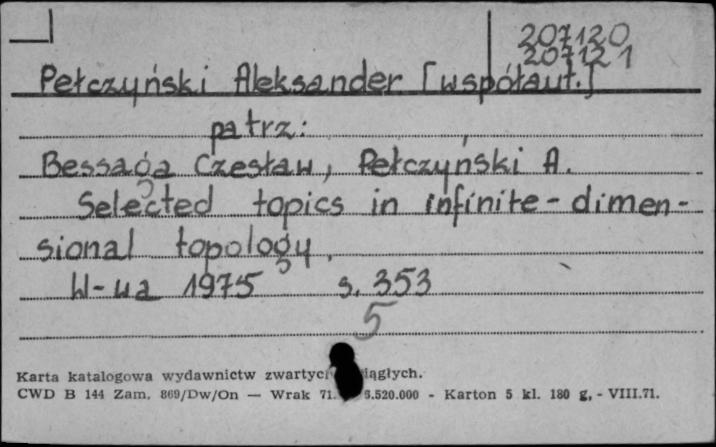 207120
207121
Pełczyński Aleksander [współaut.]
patrz:
Bessaga Czesław, Pełczyński A.
Selected topics in infinite-dimen-
sional topology.
W-wa 1975 s. 353
5
Karta katalogowa wydawnictw zwartych ciągłych.
CWD B 144 Zam. 869/Dw/On — Wrak 71. 6.520.000 - Karton 5 kl. 180 g, - VIII.71.